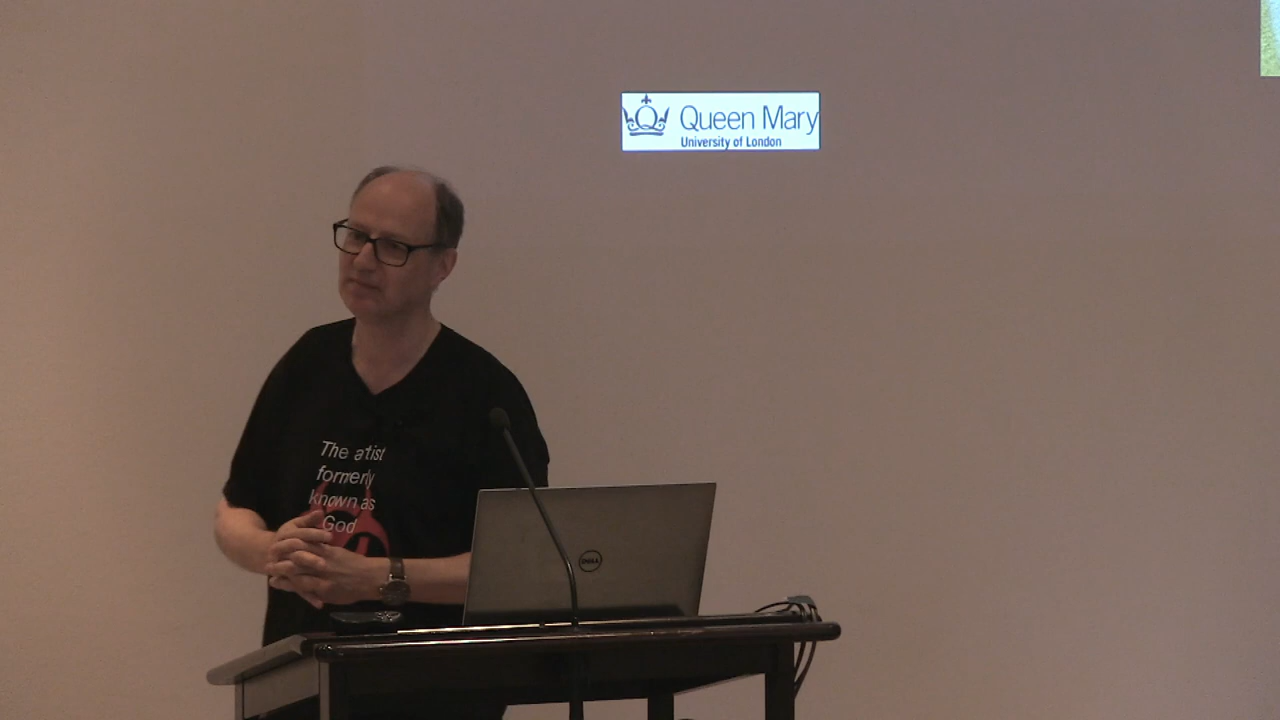 Queen Mary
University of London
The artist
formerly
known as
God
DELL